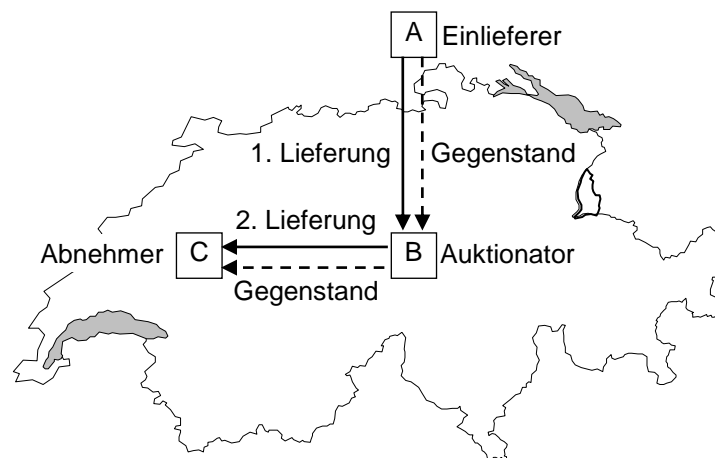 A Einlieferer
1. Lieferung Gegenstand
2. Lieferung
Abnehmer C B Auktionator
Gegenstand